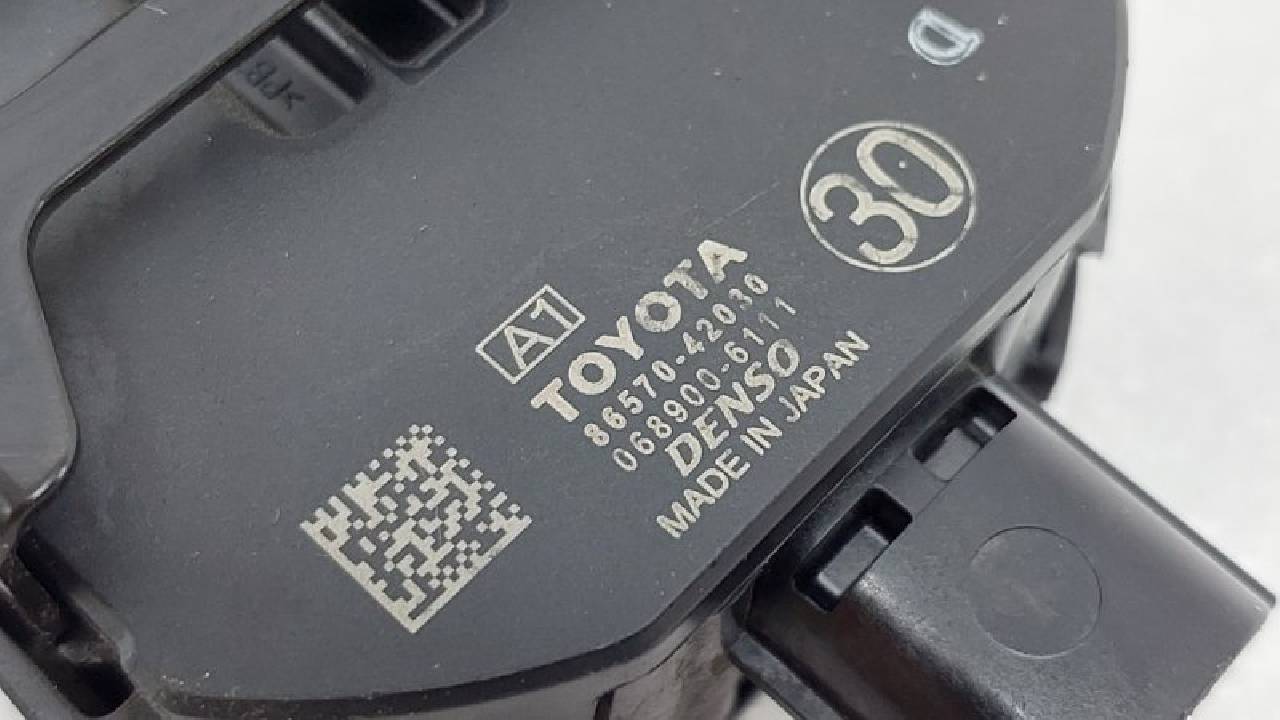 D
30
A1
TOYOTA
86570-42030
068900-6111
DENSO
MADE IN JAPAN